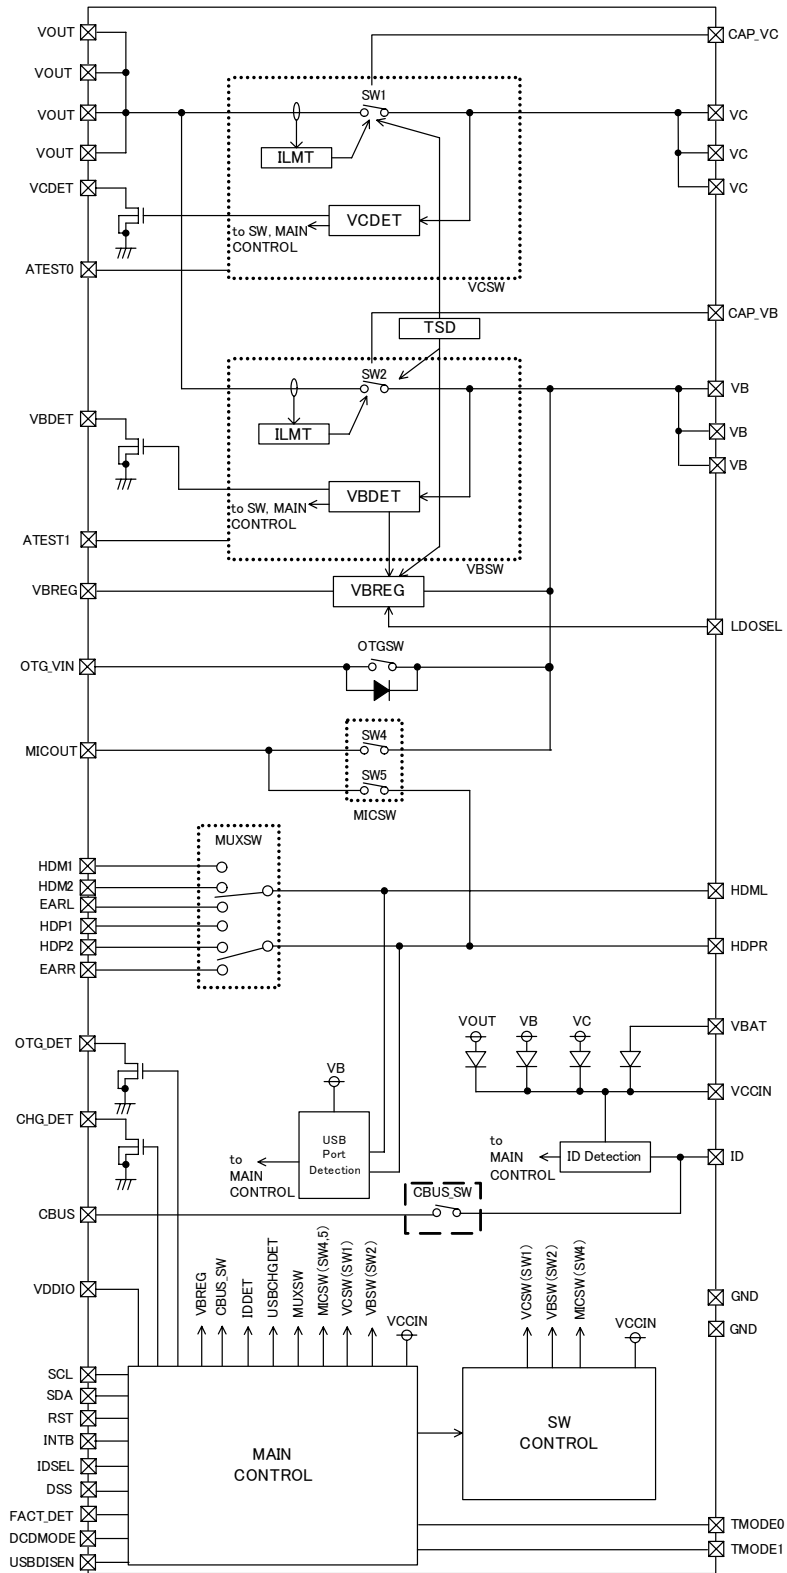 VOUT
CAP_VC
VOUT
SW1
VOUT
VC
VOUT
ILMT
VC
VCDET
VC
VCDET
to SW, MAIN
CONTROL
ATEST0
VCSW
CAP_VB
TSD
SW2
VB
VBDET
VB
ILMT
VB
VBDET
to SW, MAIN
CONTROL
ATEST1
VBSW
VBREG
VBREG
LDOSEL
OTGSW
OTG_VIN
SW4
MICOUT
SW5
MICSW
MUXSW
HDM1
HDM2
HDML
EARL
HDP1
HDP2
HDPR
EARR
VOUT
VB
VC
VBAT
OTG_DET
VB
VCCIN
CHG_DET
USB
Port
Detection
to
MAIN
CONTROL
to
MAIN
CONTROL
ID Detection
ID
CBUS_SW
CBUS
VBREG
CBUS_SW
IDDET
USBCHGDET
MUXSW
MICSW(SW4,5)
VCSW(SW1)
VBSW(SW2)
VCCIN
VCSW(SW1)
VBSW(SW2)
MICSW(SW4)
VCCIN
VDDIO
GND
GND
SCL
SDA
RST
INTB
IDSEL
DSS
FACT_DET
DCDMODE
USBDISEN
MAIN
CONTROL
SW
CONTROL
TMODE0
TMODE1